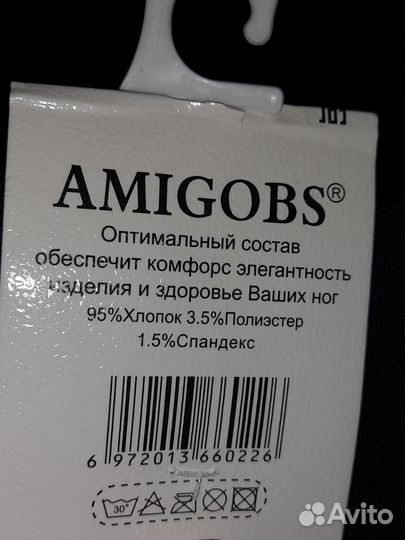 AMIGOBS®
Оптимальный состав
обеспечит комфорс элегантность
изделия и здоровье Ваших ног
95%Хлопок 3.5%Полиэстер
1.5%Спандекс
6 972013 660226
30°
Avito